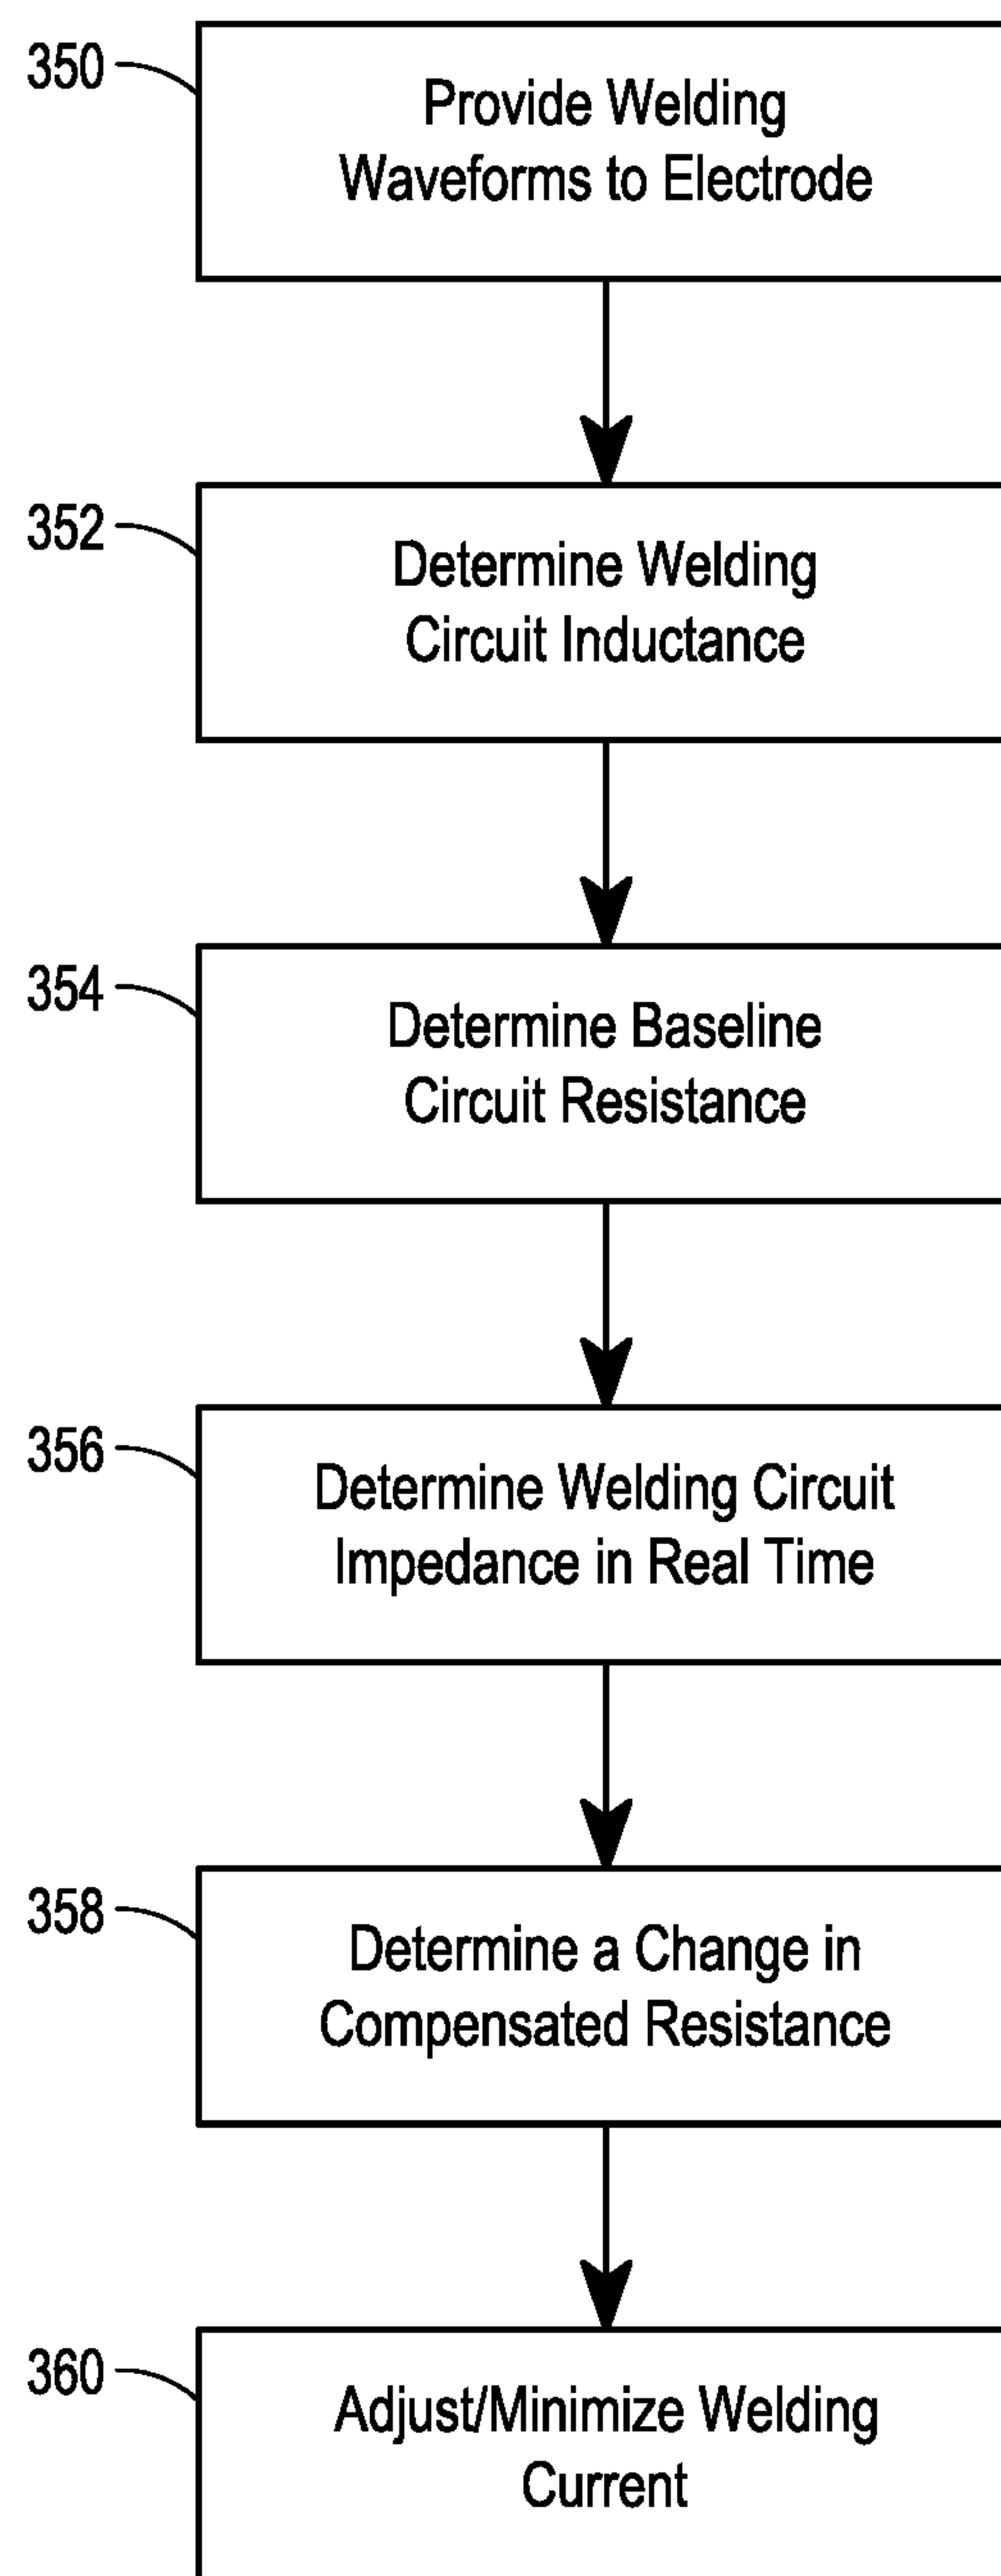 350
Provide Welding
Waveforms to Electrode
352
Determine Welding
Circuit Inductance
354
Determine Baseline
Circuit Resistance
356
Determine Welding Circuit
Impedance in Real Time
358
Determine a Change in
Compensated Resistance
360
Adjust/Minimize Welding
Current